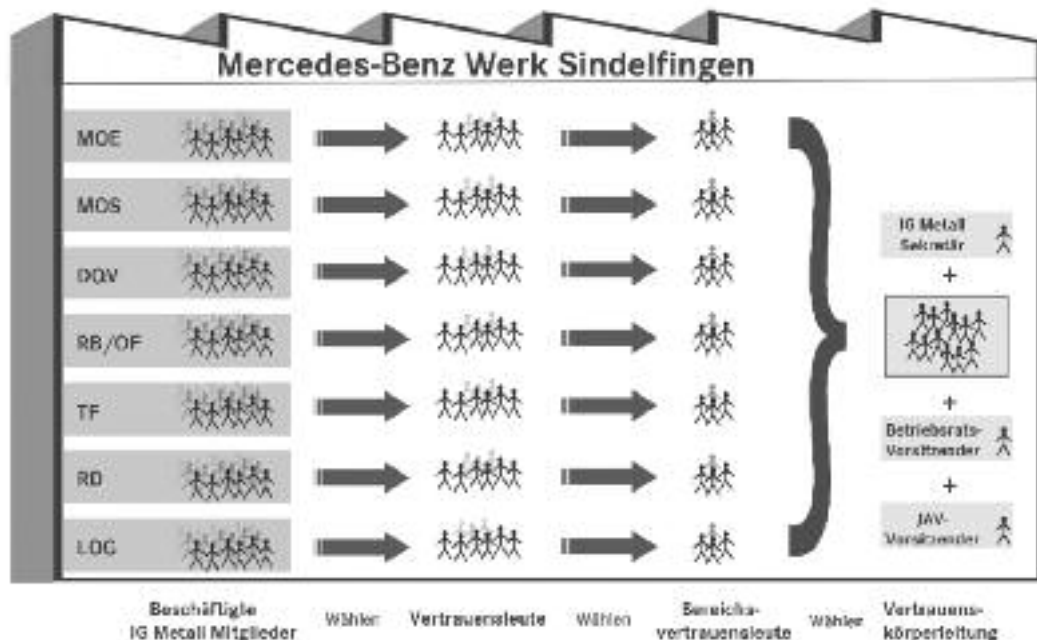 Mercedes-Benz Werk Sindelfingen
MOE
MOS
DQV
RB/OF
TF
RD
LOG
IG Metall
Sekretär
+
+
Betriebsrats-
Vorsitzender
+
JAV-
Vorsitzender
Beschäftigte
IG Metall Mitglieder
Wählen
Vertrauensleute
Wählen
Bereichs-
vertrauensleute
Wählen
Vertrauens-
körperleitung